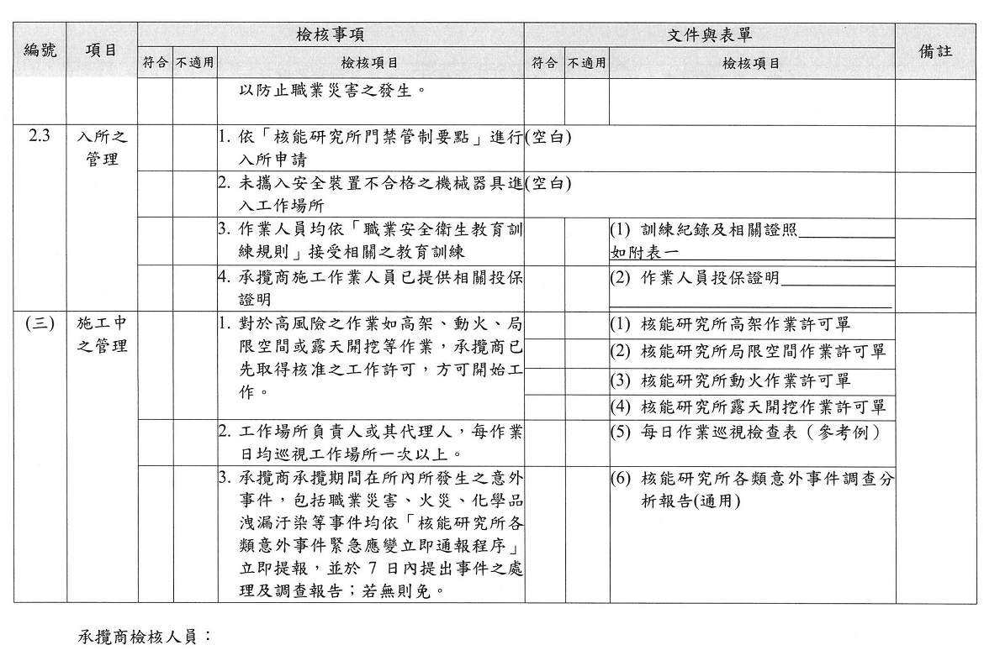 編號 項目 檢核事項 文件與表單 備註
符合 不適用 檢核項目 符合 不適用 檢核項目
以防止職業災害之發生。
2.3 入所之
管理
1. 依「核能研究所門禁管制要點」進行
入所申請
(空白)
2. 未攜入安全裝置不合格之機械器具進
入工作場所
(空白)
3. 作業人員均依「職業安全衛生教育訓
練規則」接受相關之教育訓練
(1) 訓練紀錄及相關證照
如附表一
4. 承攬商施工作業人員已提供相關投保
證明
(2) 作業人員投保證明
(三) 施工中
之管理
1. 對於高風險之作業如高架、動火、局
限空間或露天開挖等作業，承攬商已
先取得核准之工作許可，方可開始工
作。
(1) 核能研究所高架作業許可單
(2) 核能研究所局限空間作業許可單
(3) 核能研究所動火作業許可單
(4) 核能研究所露天開挖作業許可單
2. 工作場所負責人或其代理人，每作業
日均巡視工作場所一次以上。
(5) 每日作業巡視檢查表（參考例）
3. 承攬商承攬期間在所內所發生之意外
事件，包括職業災害、火災、化學品
洩漏汙染等事件均依「核能研究所各
類意外事件緊急應變立即通報程序」
立即提報，並於 7 日內提出事件之處
理及調查報告；若無則免。
(6) 核能研究所各類意外事件調查分
析報告(通用)
承攬商檢核人員：